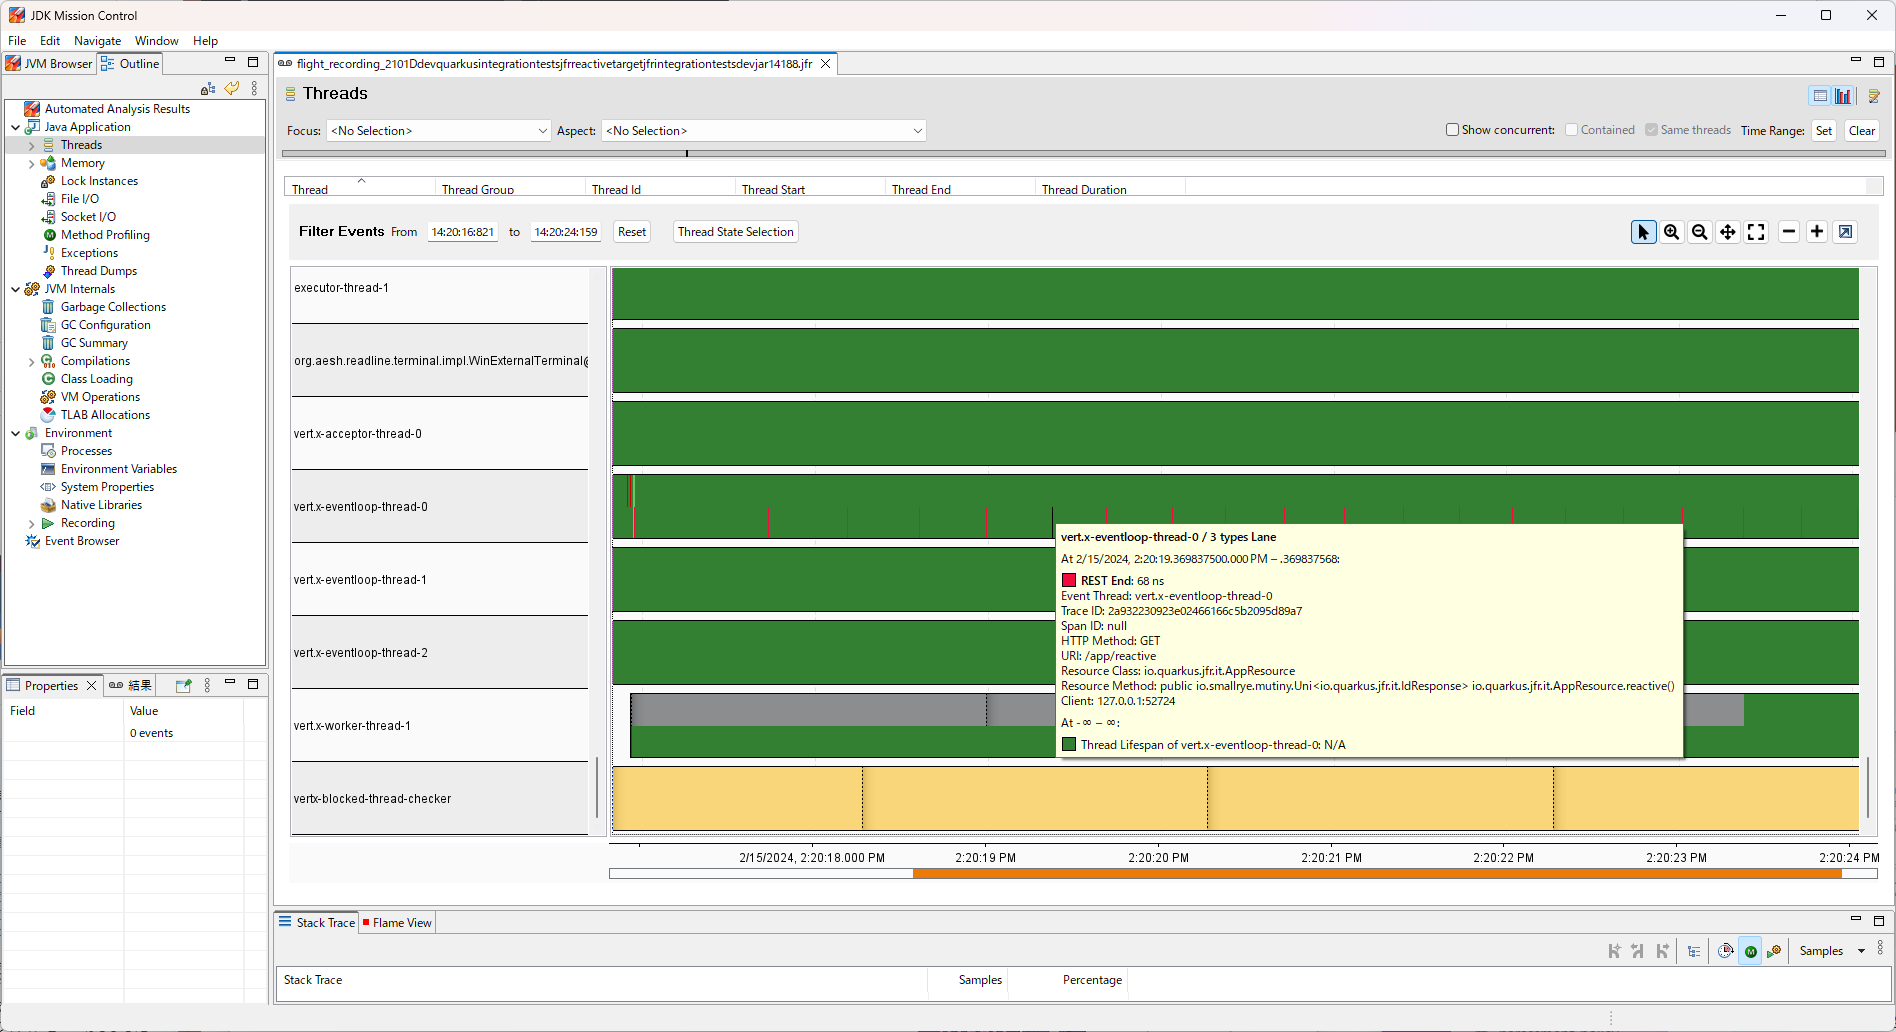 JDK Mission Control
File Edit Navigate Window Help
JVM Browser Outline
Automated Analysis Results
Java Application
Threads
Memory
Lock Instances
File I/O
Socket I/O
Method Profiling
Exceptions
Thread Dumps
JVM Internals
Garbage Collections
GC Configuration
GC Summary
Compilations
Class Loading
VM Operations
TLAB Allocations
Environment
Processes
Environment Variables
System Properties
Native Libraries
Recording
Event Browser
Properties 結果
Field Value
0 events
flight_recording_2101Ddevquarkusintegrationtestsjfrreactivetargetjfrintegrationtestsdevjar14188.jfr
Threads
Focus: <No Selection> Aspect: <No Selection> Show concurrent: Contained Same threads Time Range: Set Clear
Thread Thread Group Thread Id Thread Start Thread End Thread Duration
Filter Events From 14:20:16:821 to 14:20:24:159 Reset Thread State Selection
executor-thread-1
org.aesh.readline.terminal.impl.WinExternalTerminal@
vert.x-acceptor-thread-0
vert.x-eventloop-thread-0
vert.x-eventloop-thread-1
vert.x-eventloop-thread-2
vert.x-worker-thread-1
vertx-blocked-thread-checker
vert.x-eventloop-thread-0 / 3 types Lane
At 2/15/2024, 2:20:19.369837500.000 PM – .369837568:
REST End: 68 ns
Event Thread: vert.x-eventloop-thread-0
Trace ID: 2a932230923e02466166c5b2095d89a7
Span ID: null
HTTP Method: GET
URI: /app/reactive
Resource Class: io.quarkus.jfr.it.AppResource
Resource Method: public io.smallrye.mutiny.Uni<io.quarkus.jfr.it.IdResponse> io.quarkus.jfr.it.AppResource.reactive()
Client: 127.0.0.1:52724
At -∞ – ∞:
Thread Lifespan of vert.x-eventloop-thread-0: N/A
2/15/2024, 2:20:18.000 PM 2:20:19 PM 2:20:20 PM 2:20:21 PM 2:20:22 PM 2:20:23 PM 2:20:24 PM
Stack Trace Flame View
Samples
Stack Trace Samples Percentage